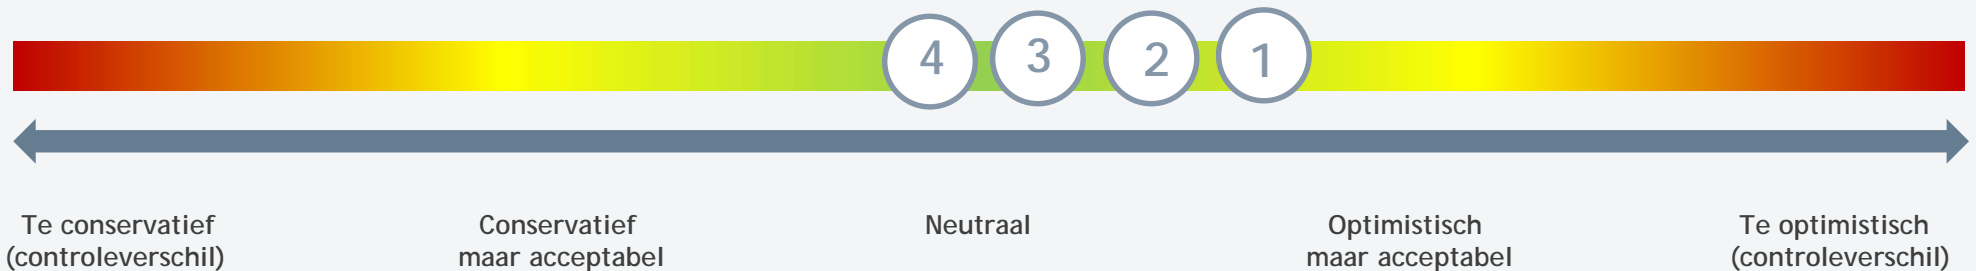 4 3 2 1
Te conservatief Conservatief Neutraal Optimistisch Te optimistisch
(controleverschil) maar acceptabel maar acceptabel (controleverschil)